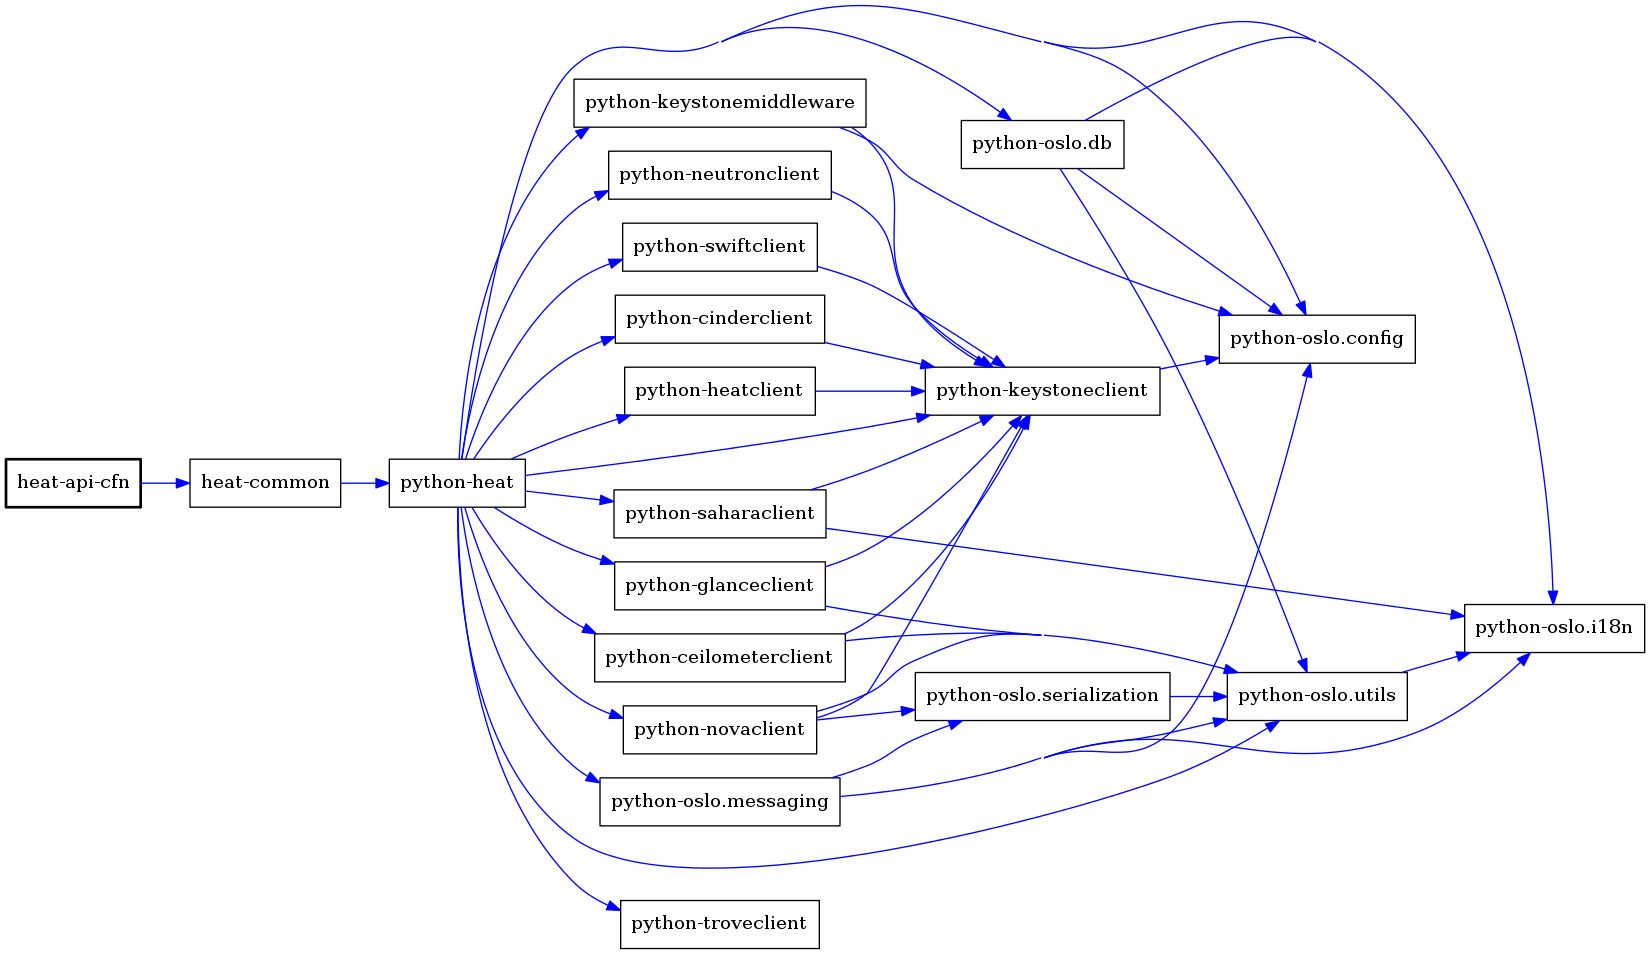 python-keystonemiddleware
python-oslo.db
python-neutronclient
python-swiftclient
python-cinderclient
python-oslo.config
python-heatclient
python-keystoneclient
heat-api-cfn
heat-common
python-heat
python-saharaclient
python-glanceclient
python-oslo.i18n
python-ceilometerclient
python-oslo.serialization
python-oslo.utils
python-novaclient
python-oslo.messaging
python-troveclient